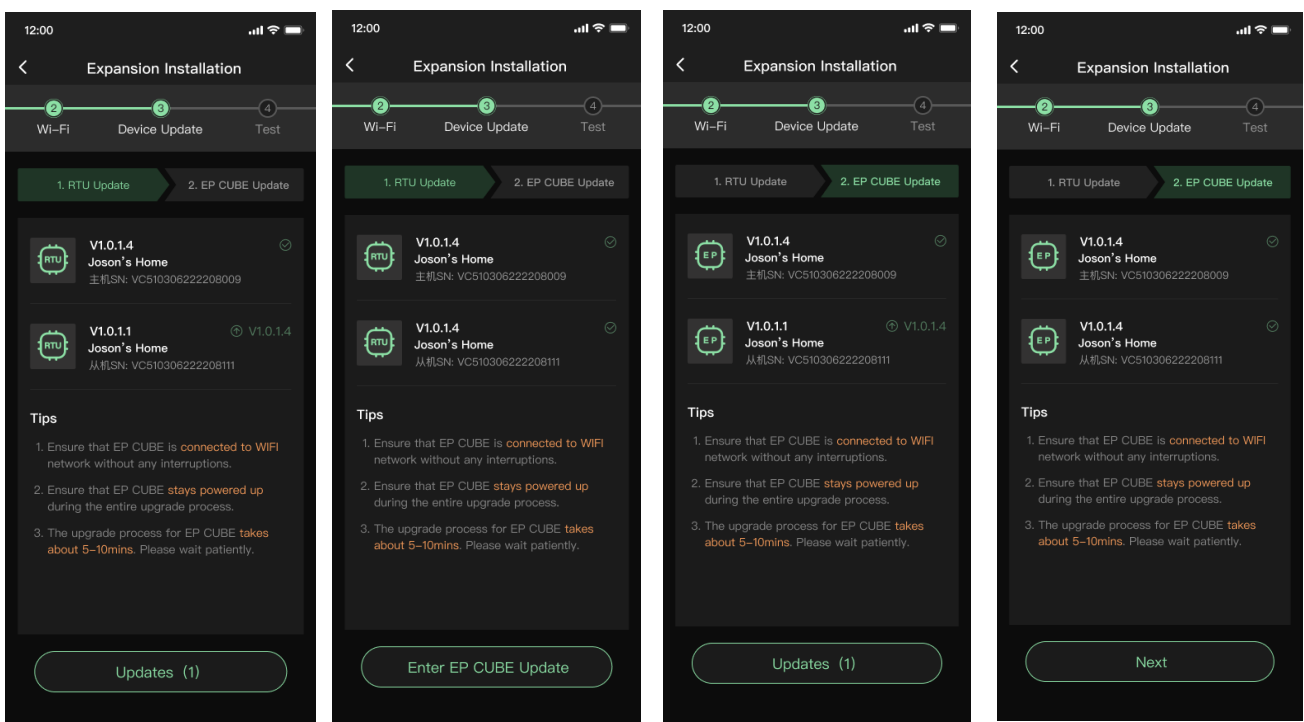 12:00
Expansion Installation
2
3
4
Wi-Fi
Device Update
Test
1. RTU Update
2. EP CUBE Update
RTU
V1.0.1.4
Joson's Home
主机SN: VC510306222208009
RTU
V1.0.1.1
V1.0.1.4
Joson's Home
从机SN: VC510306222208111
Tips
1. Ensure that EP CUBE is connected to WIFI
network without any interruptions.
2. Ensure that EP CUBE stays powered up
during the entire upgrade process.
3. The upgrade process for EP CUBE takes
about 5-10mins. Please wait patiently.
Updates (1)
12:00
Expansion Installation
2
3
4
Wi-Fi
Device Update
Test
1. RTU Update
2. EP CUBE Update
RTU
V1.0.1.4
Joson's Home
主机SN: VC510306222208009
RTU
V1.0.1.4
Joson's Home
从机SN: VC510306222208111
Tips
1. Ensure that EP CUBE is connected to WIFI
network without any interruptions.
2. Ensure that EP CUBE stays powered up
during the entire upgrade process.
3. The upgrade process for EP CUBE takes
about 5-10mins. Please wait patiently.
Enter EP CUBE Update
12:00
Expansion Installation
2
3
4
Wi-Fi
Device Update
Test
1. RTU Update
2. EP CUBE Update
EP
V1.0.1.4
Joson's Home
主机SN: VC510306222208009
EP
V1.0.1.1
V1.0.1.4
Joson's Home
从机SN: VC510306222208111
Tips
1. Ensure that EP CUBE is connected to WIFI
network without any interruptions.
2. Ensure that EP CUBE stays powered up
during the entire upgrade process.
3. The upgrade process for EP CUBE takes
about 5-10mins. Please wait patiently.
Updates (1)
12:00
Expansion Installation
2
3
4
Wi-Fi
Device Update
Test
1. RTU Update
2. EP CUBE Update
EP
V1.0.1.4
Joson's Home
主机SN: VC510306222208009
EP
V1.0.1.4
Joson's Home
从机SN: VC510306222208111
Tips
1. Ensure that EP CUBE is connected to WIFI
network without any interruptions.
2. Ensure that EP CUBE stays powered up
during the entire upgrade process.
3. The upgrade process for EP CUBE takes
about 5-10mins. Please wait patiently.
Next